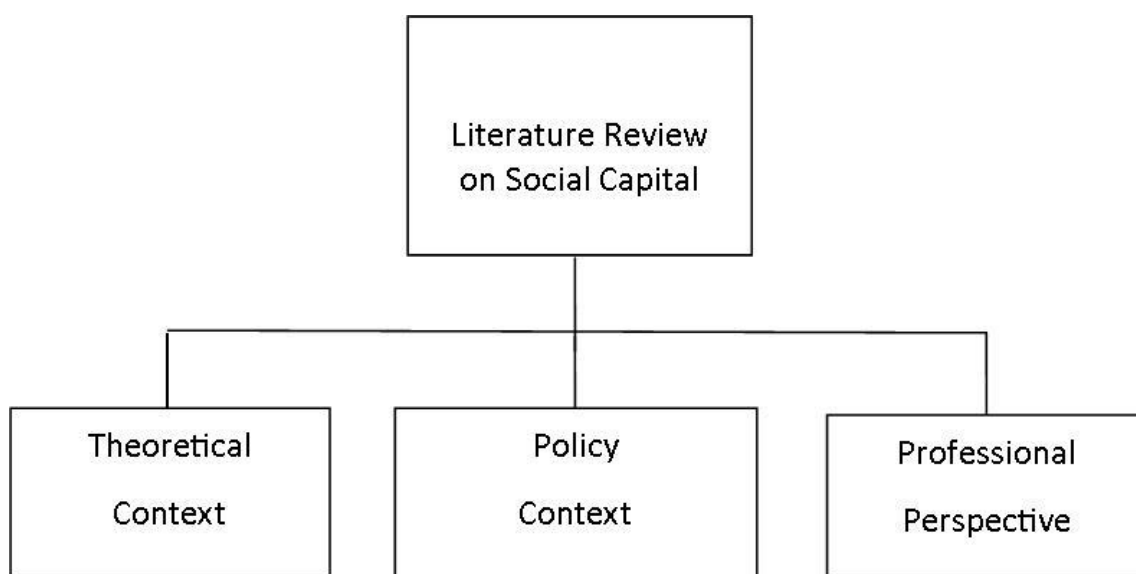 Literature Review
on Social Capital
Theoretical
Context
Policy
Context
Professional
Perspective